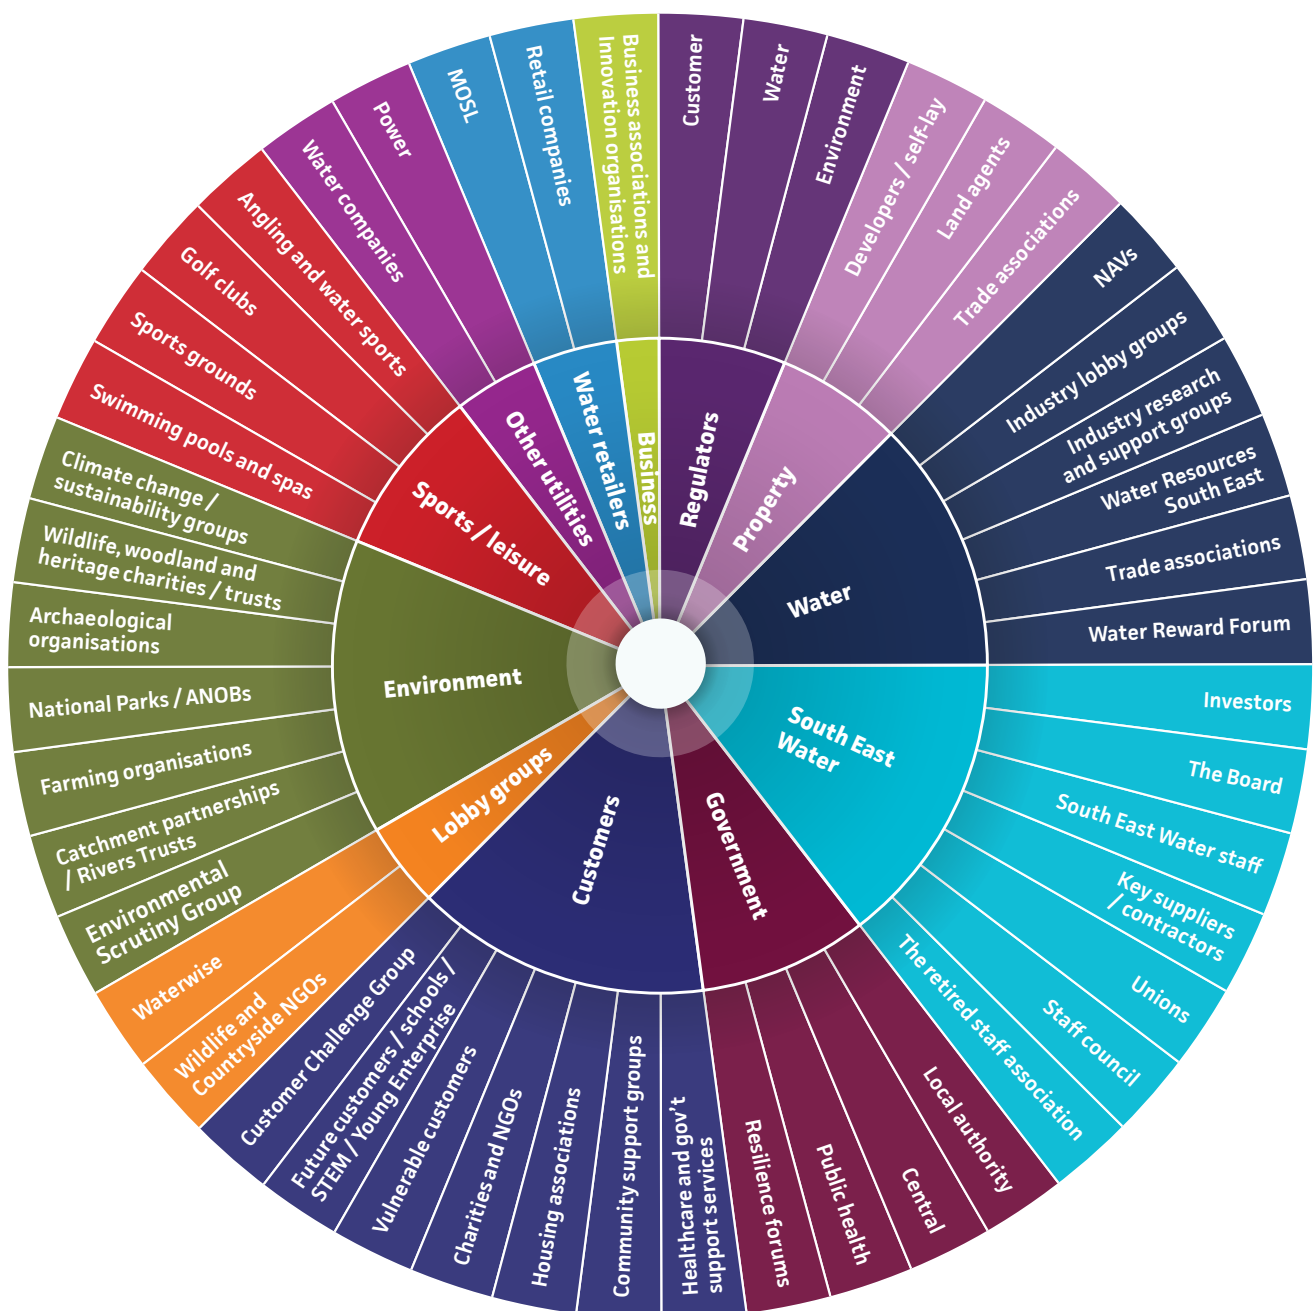 Regulators
Customer
Water
Environment
Property
Developers / self-lay
Land agents
Trade associations
Water
NAVs
Industry lobby groups
Industry research
and support groups
Water Resources
South East
Trade associations
Water Reward Forum
South East
Water
Investors
The Board
South East Water staff
Key suppliers
/ contractors
Unions
Staff council
The retired staff association
Government
Local authority
Central
Public health
Resilience forums
Customers
Healthcare and gov't
support services
Community support groups
Housing associations
Charities and NGOs
Vulnerable customers
Future customers / schools /
STEM / Young Enterprise
Customer Challenge Group
Lobby groups
Wildlife and
Countryside NGOs
Waterwise
Environment
Environmental
Scrutiny Group
Catchment partnerships
/ Rivers Trusts
Farming organisations
National Parks / ANOBs
Archaeological
organisations
Wildlife, woodland and
heritage charities / trusts
Climate change /
sustainability groups
Sports / leisure
Swimming pools and spas
Sports grounds
Golf clubs
Angling and water sports
Other utilities
Water companies
Power
Water retailers
MOSL
Retail companies
Business
Business associations and
Innovation organisations